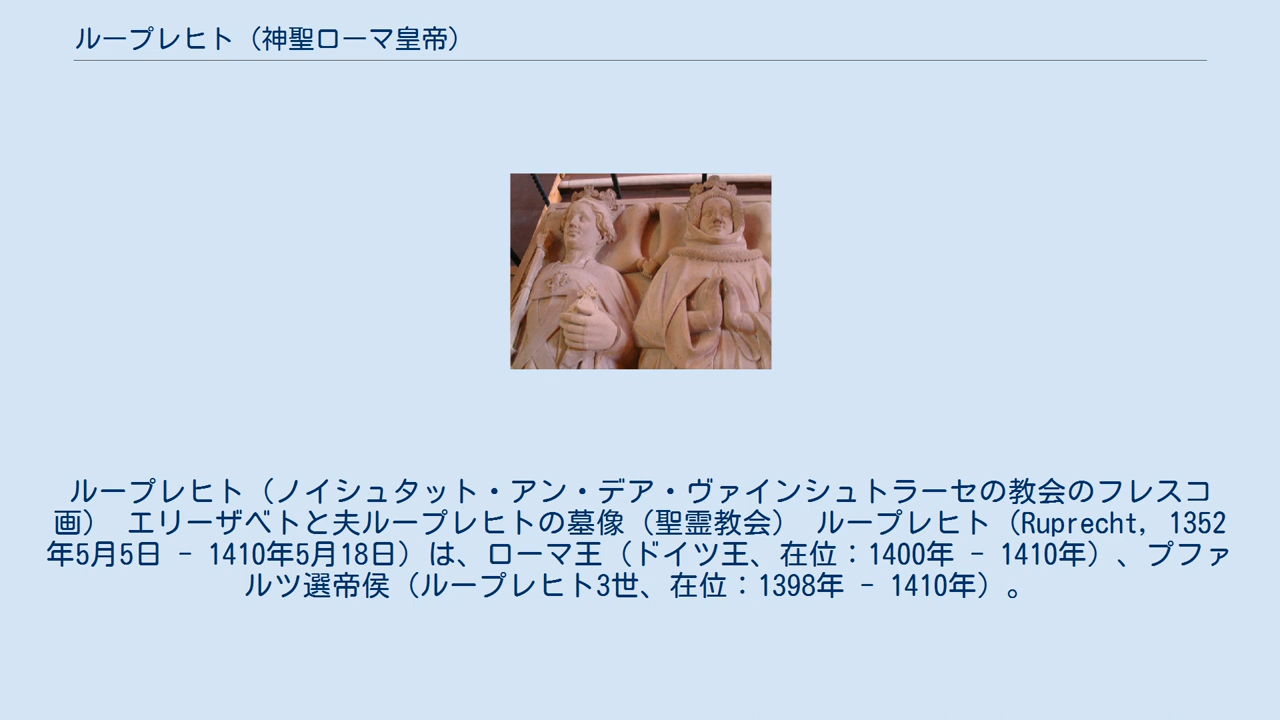 ループレヒト（神聖ローマ皇帝）
ループレヒト（ノイシュタット・アン・デア・ヴァインシュトラーセの教会のフレスコ
画） エリーザベトと夫ループレヒトの墓像（聖霊教会） ループレヒト（Ruprecht, 1352
年5月5日 - 1410年5月18日）は、ローマ王（ドイツ王、在位：1400年 - 1410年）、プファ
ルツ選帝侯（ループレヒト3世、在位：1398年 - 1410年）。